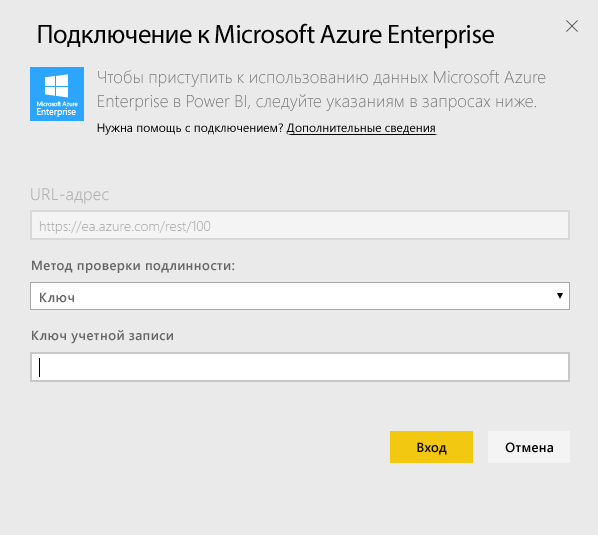 Подключение к Microsoft Azure Enterprise
Microsoft Azure
Enterprise
Чтобы приступить к использованию данных Microsoft Azure
Enterprise в Power BI, следуйте указаниям в запросах ниже.
Нужна помощь с подключением? Дополнительные сведения
URL-адрес
https://ea.azure.com/rest/100
Метод проверки подлинности:
Ключ
Ключ учетной записи
Вход
Отмена